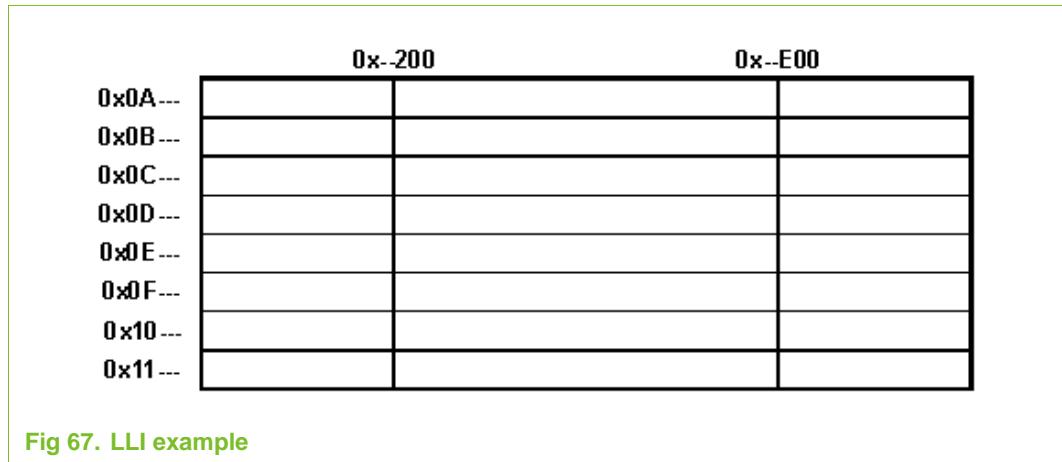 0x--200 0x--E00
0x0A---
0x0B---
0x0C---
0x0D---
0x0E---
0x0F---
0x10---
0x11---
Fig 67. LLI example